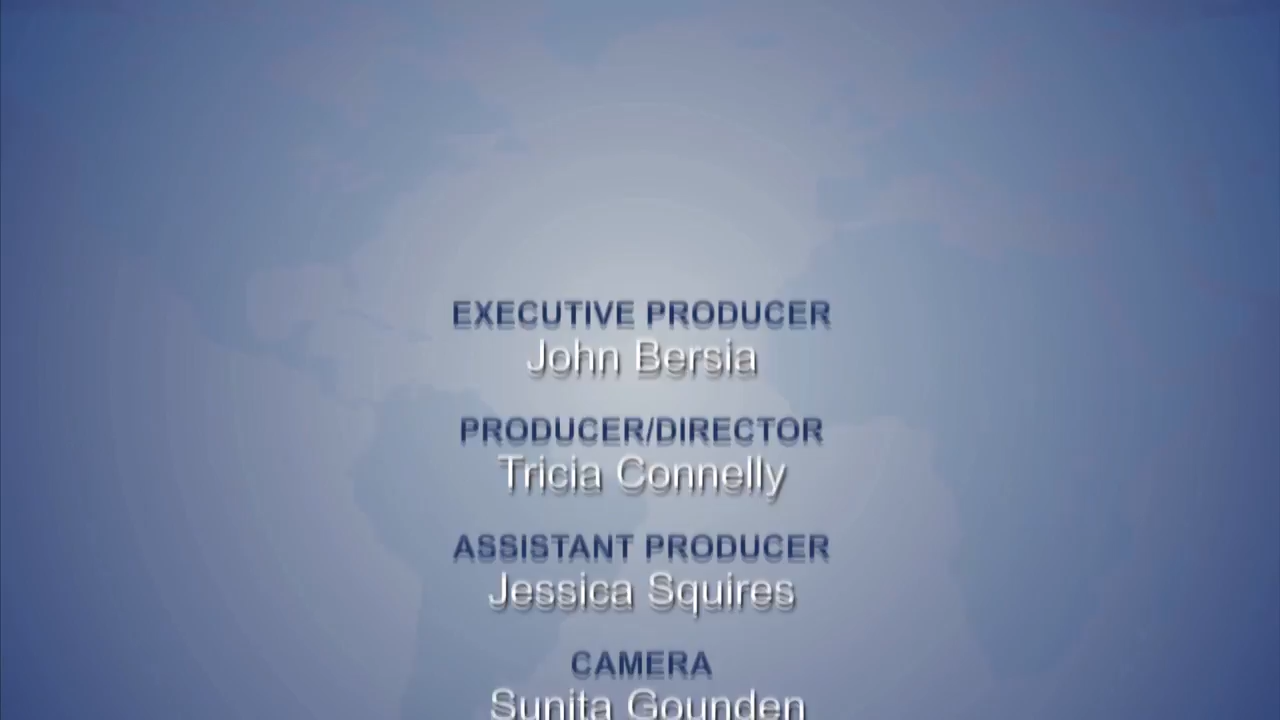 EXECUTIVE PRODUCER
John Bersia
PRODUCER/DIRECTOR
Tricia Connelly
ASSISTANT PRODUCER
Jessica Squires
CAMERA
Sunita Gounden